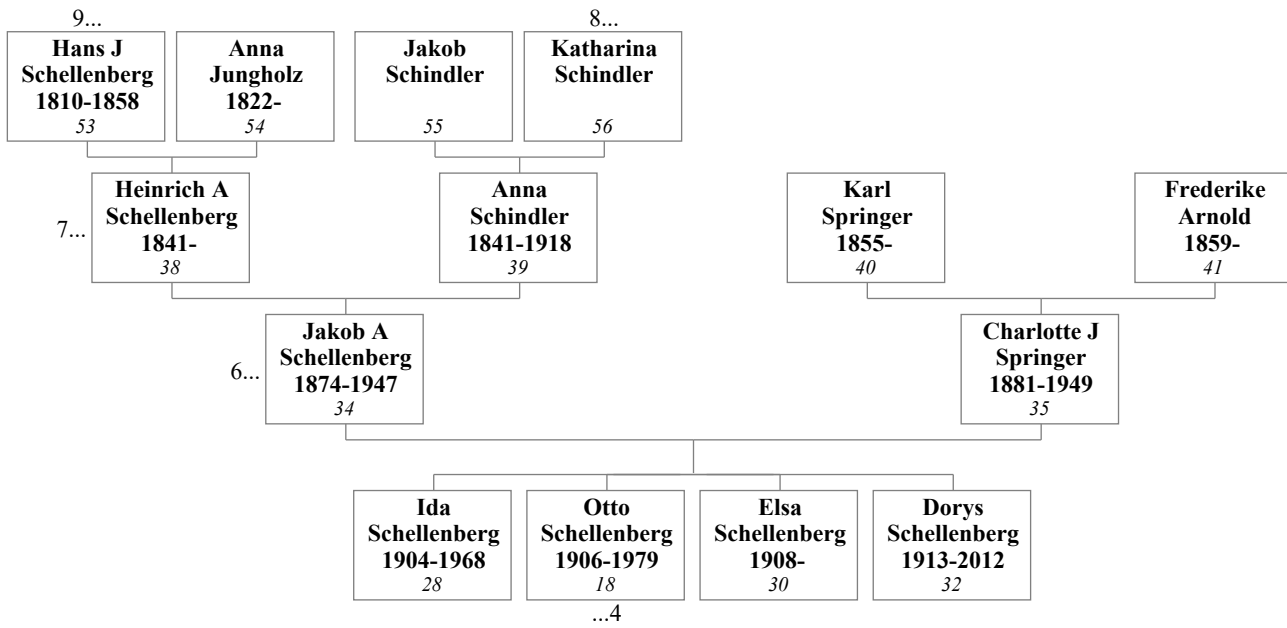 9...
8...
Hans J
Schellenberg
1810-1858
53
Anna
Jungholz
1822-
54
Jakob
Schindler
55
Katharina
Schindler
56
7...
Heinrich A
Schellenberg
1841-
38
Anna
Schindler
1841-1918
39
Karl
Springer
1855-
40
Frederike
Arnold
1859-
41
6...
Jakob A
Schellenberg
1874-1947
34
Charlotte J
Springer
1881-1949
35
Ida
Schellenberg
1904-1968
28
Otto
Schellenberg
1906-1979
18
Elsa
Schellenberg
1908-
30
Dorys
Schellenberg
1913-2012
32
...4